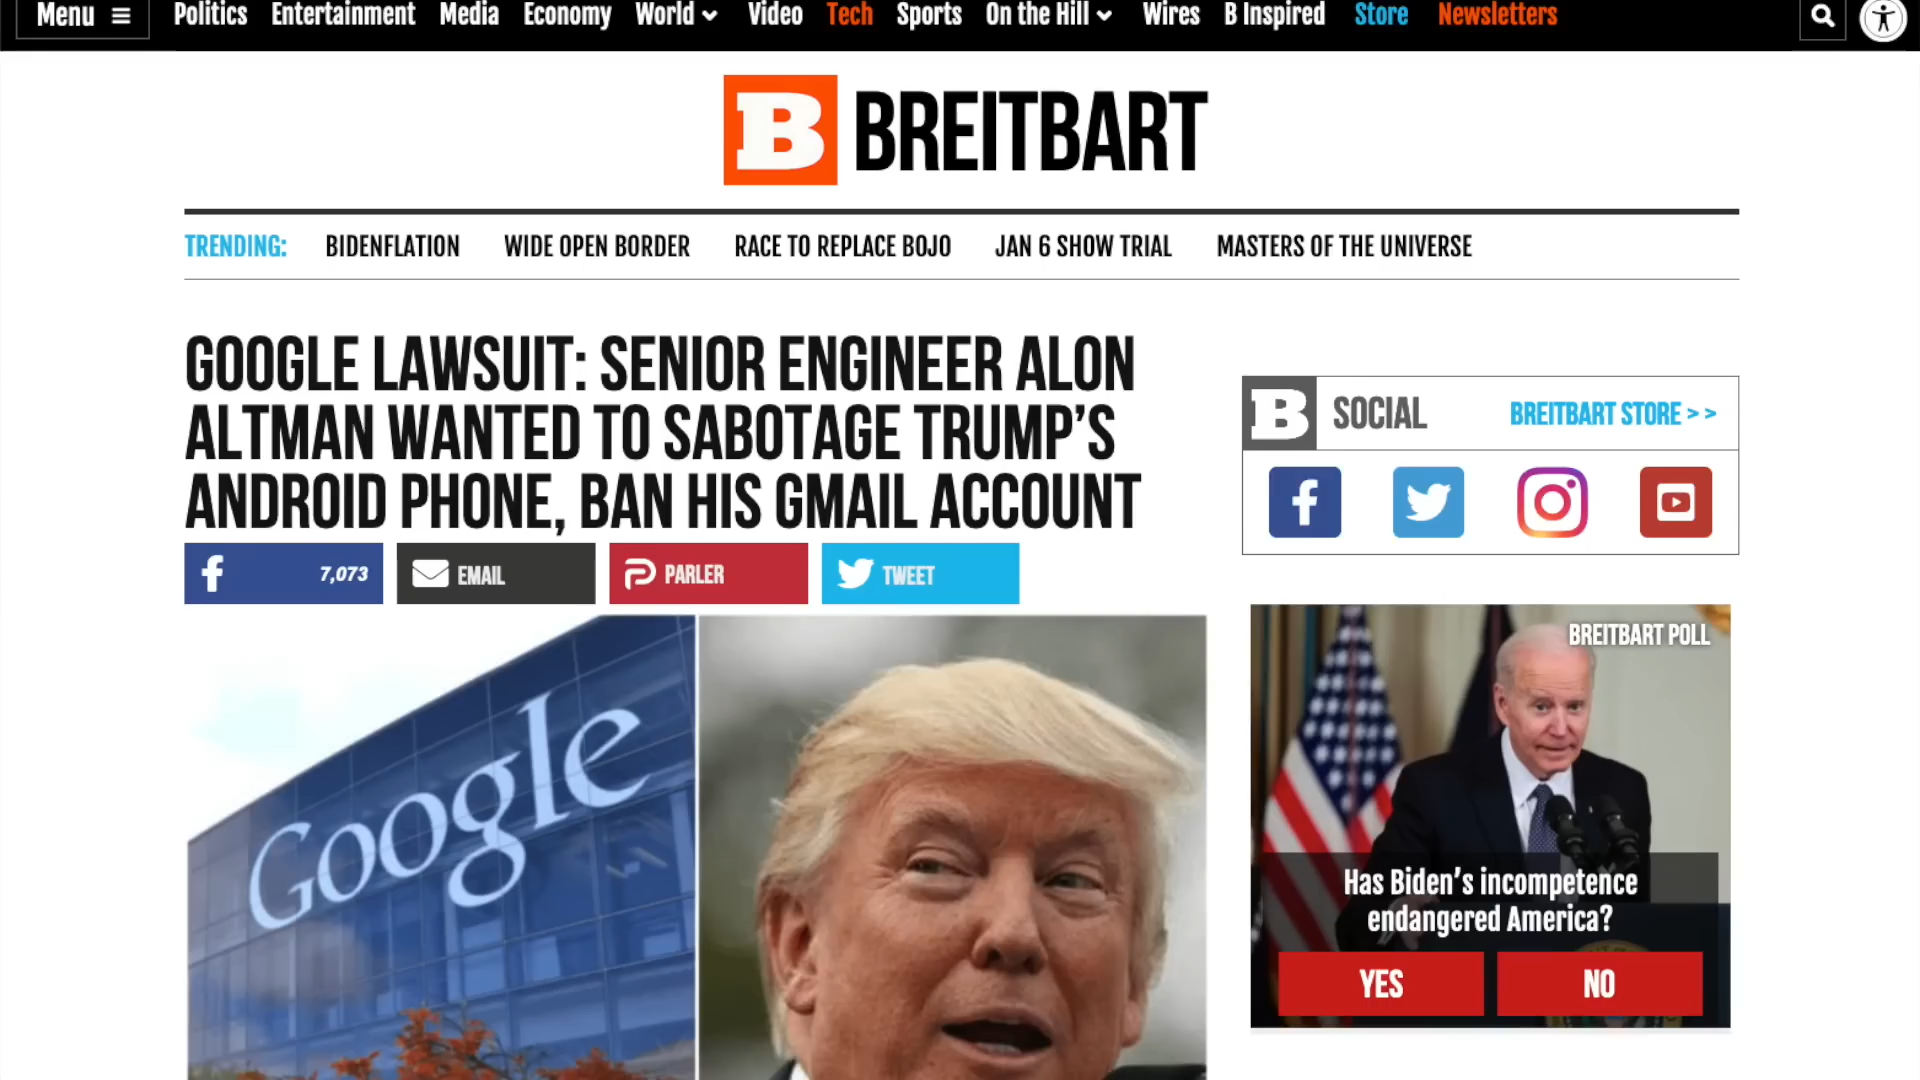 Menu Politics Entertainment Media Economy World Video Tech Sports On the Hill Wires B Inspired Store Newsletters
B BREITBART
TRENDING: BIDENFLATION WIDE OPEN BORDER RACE TO REPLACE BOJO JAN 6 SHOW TRIAL MASTERS OF THE UNIVERSE
GOOGLE LAWSUIT: SENIOR ENGINEER ALON
ALTMAN WANTED TO SABOTAGE TRUMP’S
ANDROID PHONE, BAN HIS GMAIL ACCOUNT
7,073 EMAIL PARLER TWEET
Google
B SOCIAL BREITBART STORE > >
BREITBART POLL
Has Biden’s incompetence
endangered America?
YES NO